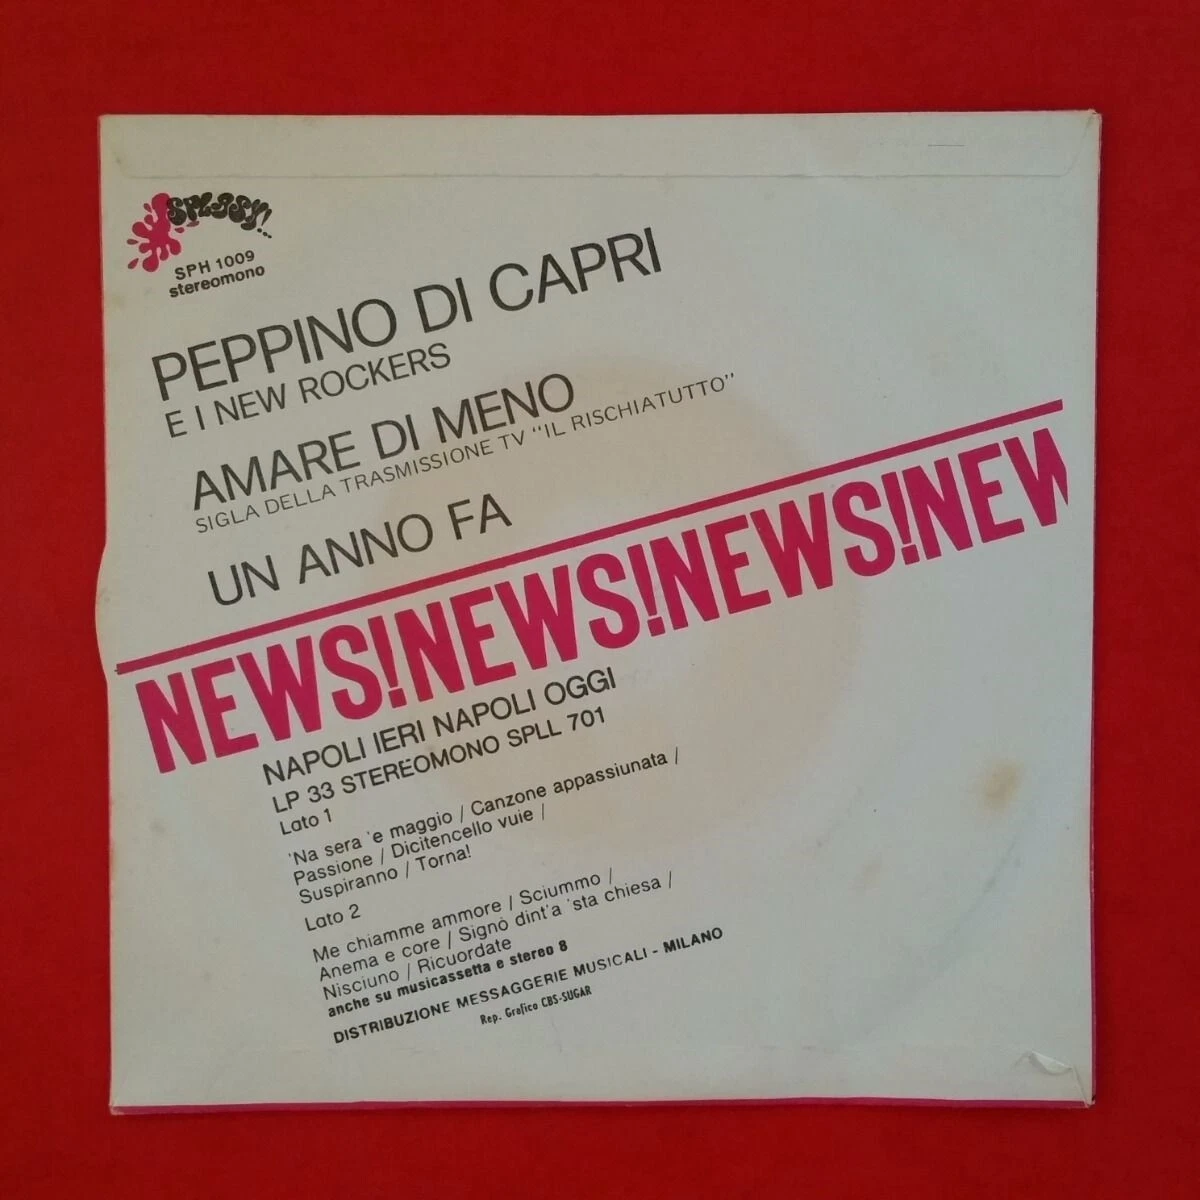 SPLASH!...
SPH 1009
stereomono
PEPPINO DI CAPRI
E I NEW ROCKERS
AMARE DI MENO
SIGLA DELLA TRASMISSIONE TV "IL RISCHIATUTTO"
UN ANNO FA
NEWS!NEWS!NEWS!NEW
NAPOLI IERI NAPOLI OGGI
LP 33 STEREOMONO SPLL 701
Lato 1
'Na sera 'e maggio / Canzone appassiunata /
Passione / Dicitencello vuie /
Suspiranno / Torna!
Lato 2
Me chiamme ammore / Sciummo /
Anema e core / Signò dint'a 'sta chiesa /
Nisciuno / Ricuordate
anche su musicassetta e stereo 8
DISTRIBUZIONE MESSAGGERIE MUSICALI - MILANO
Rep. Grafico CBS-SUGAR